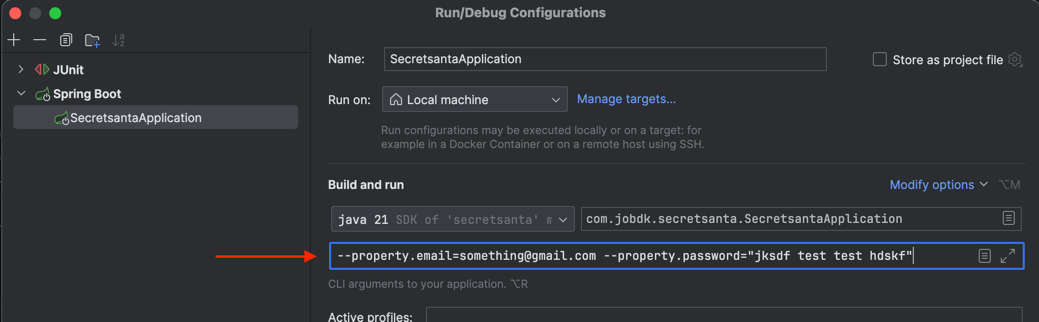 Run/Debug Configurations
JUnit
Spring Boot
SecretsantaApplication
Name: SecretsantaApplication Store as project file
Run on: Local machine Manage targets...
Run configurations may be executed locally or on a target: for
example in a Docker Container or on a remote host using SSH.
Build and run Modify options ⌥M
java 21 SDK of 'secretsanta' m com.jobdk.secretsanta.SecretsantaApplication
--property.email=something@gmail.com --property.password="jksdf test test hdskf"
CLI arguments to your application. ⌥R
Active profiles: